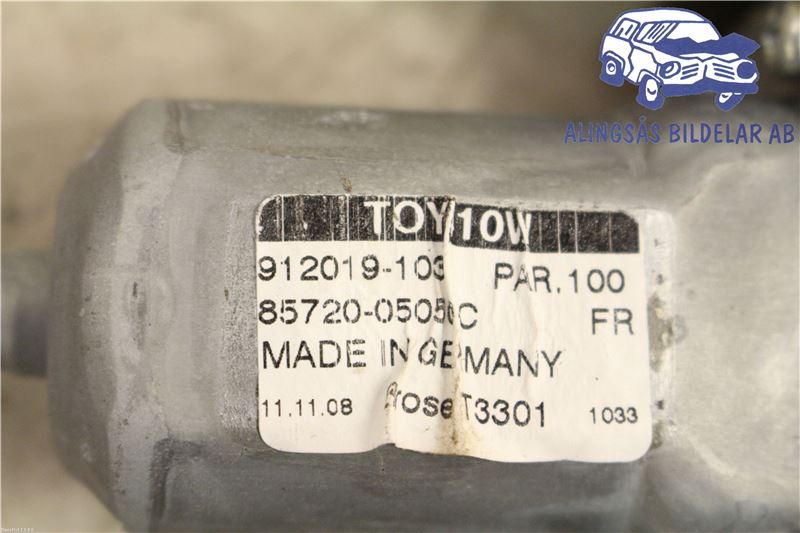 ALINGSÅS BILDELAR AB
TOY10W
912019-103 PAR.100
85720-0505 C FR
MADE IN GERMANY
11.11.08 Brose T3301 1033